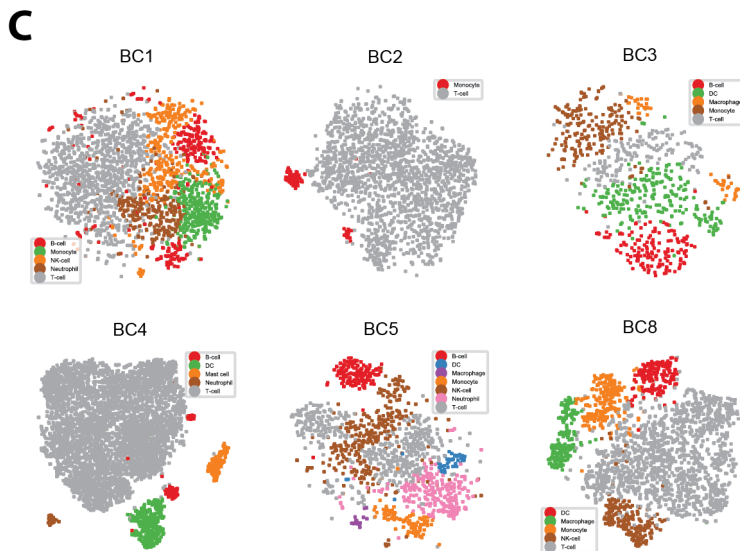 C
BC1
BC2
BC3
B-cell
Monocyte
NK-cell
Neutrophil
T-cell
Monocyte
T-cell
B-cell
DC
Macrophage
Monocyte
T-cell
BC4
BC5
BC8
B-cell
DC
Mast cell
Neutrophil
T-cell
B-cell
DC
Macrophage
Monocyte
NK-cell
Neutrophil
T-cell
DC
Macrophage
Monocyte
NK-cell
T-cell